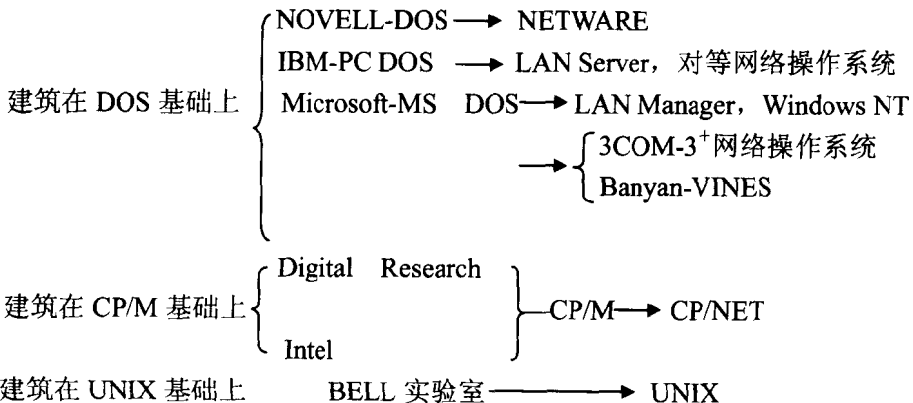 NOVELL-DOS → NETWARE
IBM-PC DOS → LAN Server，对等网络操作系统
建筑在 DOS 基础上
Microsoft-MS DOS → LAN Manager，Windows NT
→ 3COM-3⁺网络操作系统
Banyan-VINES
Digital Research
建筑在 CP/M 基础上
CP/M → CP/NET
Intel
建筑在 UNIX 基础上 BELL 实验室 → UNIX